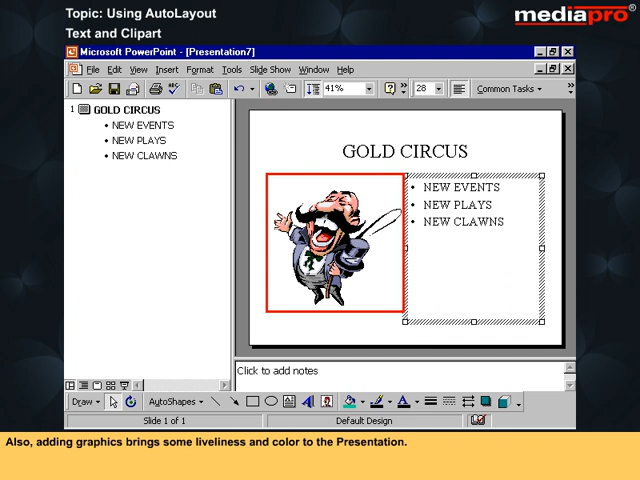 Topic: Using AutoLayout
Text and Clipart
mediapro®
Microsoft PowerPoint - [Presentation7]
File Edit View Insert Format Tools Slide Show Window Help
41% 28 Common Tasks
1 GOLD CIRCUS
• NEW EVENTS
• NEW PLAYS
• NEW CLAWNS
GOLD CIRCUS
• NEW EVENTS
• NEW PLAYS
• NEW CLAWNS
Click to add notes
Draw AutoShapes
Slide 1 of 1 Default Design
Also, adding graphics brings some liveliness and color to the Presentation.